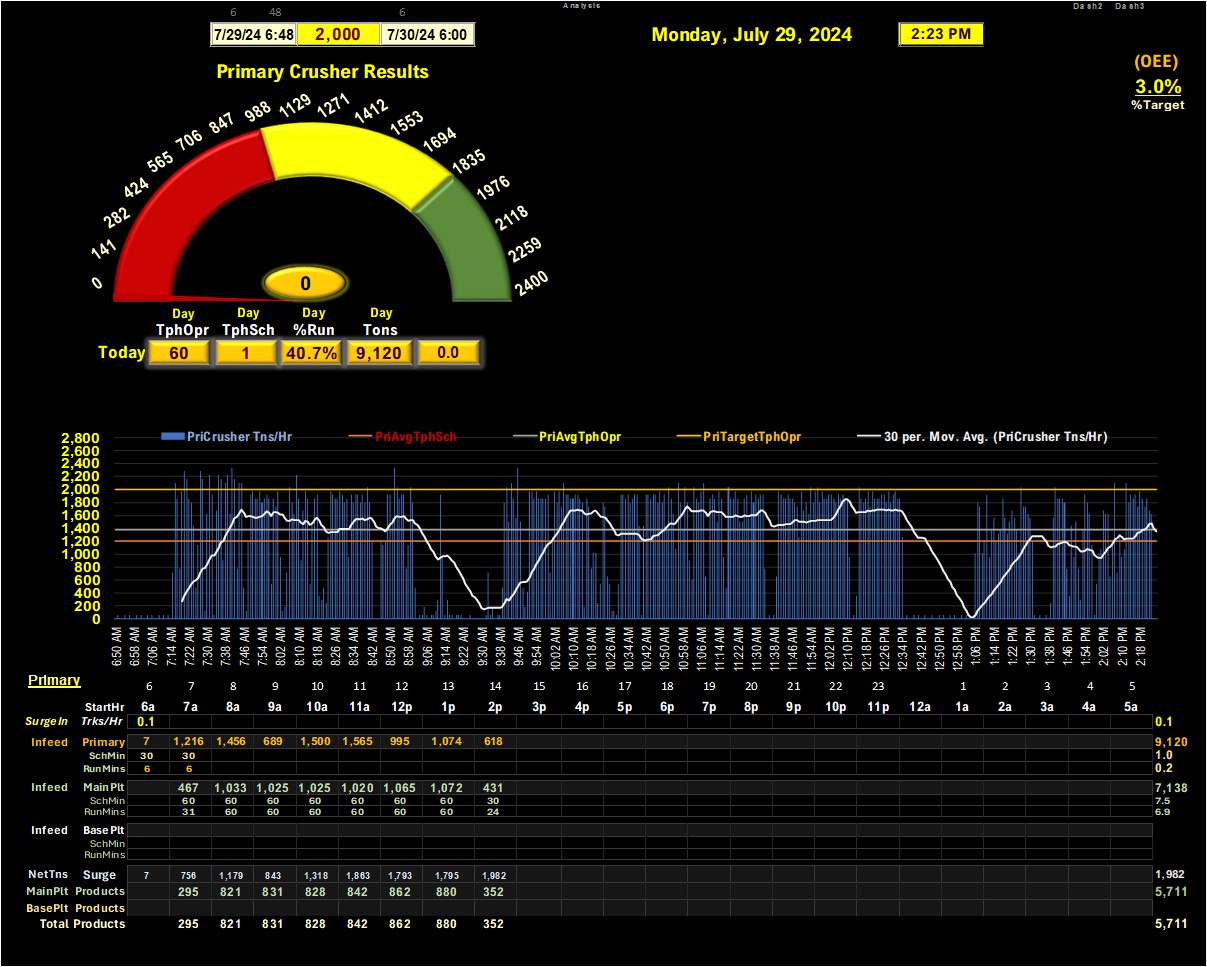 6 48 6
Analysis
Dash2 Dash3
7/29/24 6:48 2,000 7/30/24 6:00
Monday, July 29, 2024
2:23 PM
(OEE)
3.0%
%Target
Primary Crusher Results
0 141 282 424 565 706 847 988 1129 1271 1412 1553 1694 1835 1976 2118 2259 2400
0
Day Day Day Day
TphOpr TphSch %Run Tons
Today 60 1 40.7% 9,120 0.0
PriCrusher Tns/Hr PriAvgTphSch PriAvgTphOpr PriTargetTphOpr 30 per. Mov. Avg. (PriCrusher Tns/Hr)
2,800
2,600
2,400
2,200
2,000
1,800
1,600
1,400
1,200
1,000
800
600
400
200
0
6:50 AM 6:58 AM 7:06 AM 7:14 AM 7:22 AM 7:30 AM 7:38 AM 7:46 AM 7:54 AM 8:02 AM 8:10 AM 8:18 AM 8:26 AM 8:34 AM 8:42 AM 8:50 AM 8:58 AM 9:06 AM 9:14 AM 9:22 AM 9:30 AM 9:38 AM 9:46 AM 9:54 AM 10:02 AM 10:10 AM 10:18 AM 10:26 AM 10:34 AM 10:42 AM 10:50 AM 10:58 AM 11:06 AM 11:14 AM 11:22 AM 11:30 AM 11:38 AM 11:46 AM 11:54 AM 12:02 PM 12:10 PM 12:18 PM 12:26 PM 12:34 PM 12:42 PM 12:50 PM 12:58 PM 1:06 PM 1:14 PM 1:22 PM 1:30 PM 1:38 PM 1:46 PM 1:54 PM 2:02 PM 2:10 PM 2:18 PM
Primary
6 7 8 9 10 11 12 13 14 15 16 17 18 19 20 21 22 23 1 2 3 4 5
StartHr 6a 7a 8a 9a 10a 11a 12p 1p 2p 3p 4p 5p 6p 7p 8p 9p 10p 11p 12a 1a 2a 3a 4a 5a
Surge In Trks/Hr 0.1 0.1
Infeed Primary 7 1,216 1,456 689 1,500 1,565 995 1,074 618 9,120
SchMin 30 30 1.0
RunMins 6 6 0.2
Infeed Main Plt 467 1,033 1,025 1,025 1,020 1,065 1,072 431 7,138
SchMin 60 60 60 60 60 60 60 30 7.5
RunMins 31 60 60 60 60 60 60 24 6.9
Infeed Base Plt
SchMin
RunMins
NetTns Surge 7 756 1,179 843 1,318 1,863 1,793 1,795 1,982 1,982
MainPlt Products 295 821 831 828 842 862 880 352 5,711
BasePlt Products
Total Products 295 821 831 828 842 862 880 352 5,711